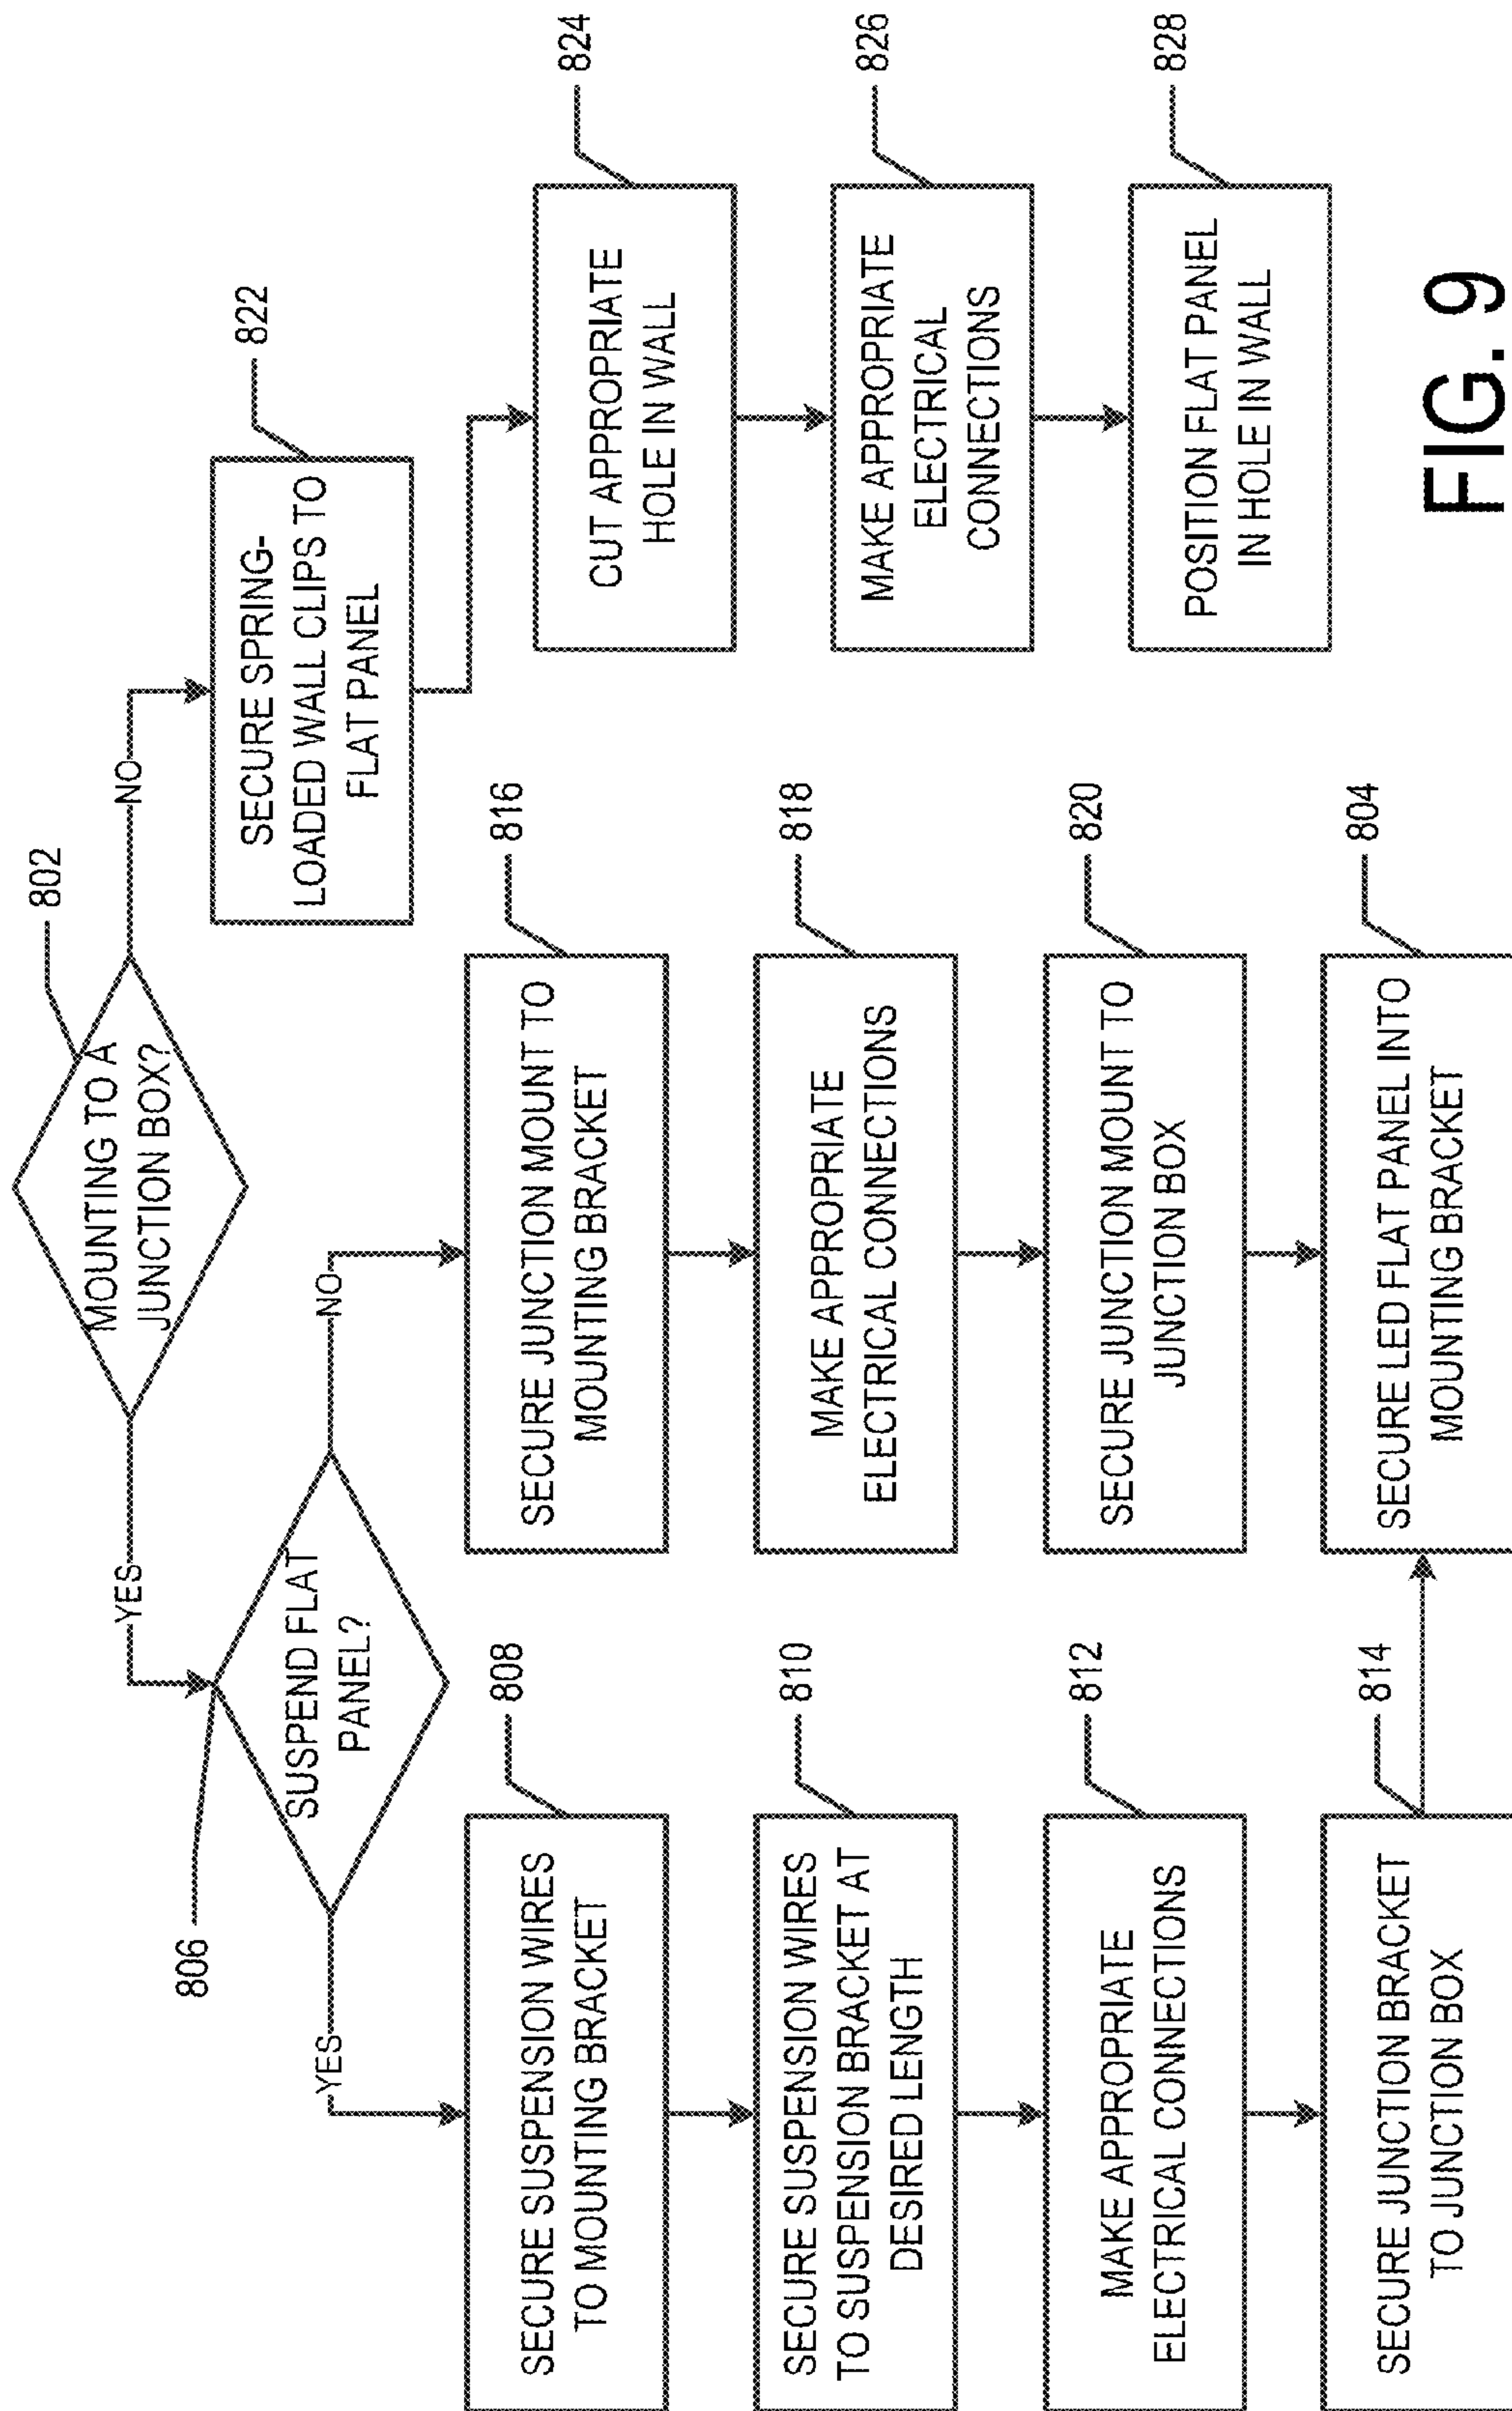 802
MOUNTING TO A
JUNCTION BOX?
YES
NO
806
SUSPEND FLAT
PANEL?
YES
NO
822
SECURE SPRING-
LOADED WALL CLIPS TO
FLAT PANEL
808
SECURE SUSPENSION WIRES
TO MOUNTING BRACKET
816
SECURE JUNCTION MOUNT TO
MOUNTING BRACKET
824
CUT APPROPRIATE
HOLE IN WALL
810
SECURE SUSPENSION WIRES
TO SUSPENSION BRACKET AT
DESIRED LENGTH
818
MAKE APPROPRIATE
ELECTRICAL CONNECTIONS
826
MAKE APPROPRIATE
ELECTRICAL
CONNECTIONS
812
MAKE APPROPRIATE
ELECTRICAL CONNECTIONS
820
SECURE JUNCTION MOUNT TO
JUNCTION BOX
828
POSITION FLAT PANEL
IN HOLE IN WALL
814
SECURE JUNCTION BRACKET
TO JUNCTION BOX
804
SECURE LED FLAT PANEL INTO
MOUNTING BRACKET
FIG. 9